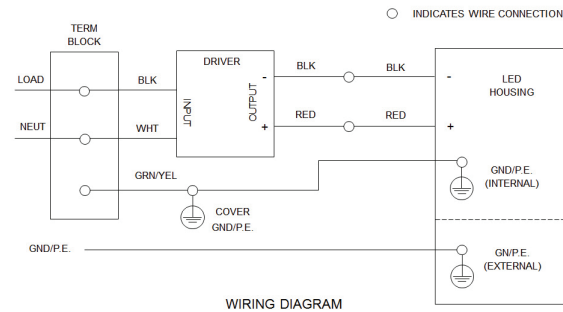 INDICATES WIRE CONNECTION
TERM
BLOCK
DRIVER
LOAD
BLK
-
BLK
BLK
-
LED
HOUSING
INPUT
OUTPUT
NEUT
WHT
+
RED
RED
+
GRN/YEL
GND/P.E.
(INTERNAL)
COVER
GND/P.E.
GND/P.E.
GN/P.E.
(EXTERNAL)
WIRING DIAGRAM